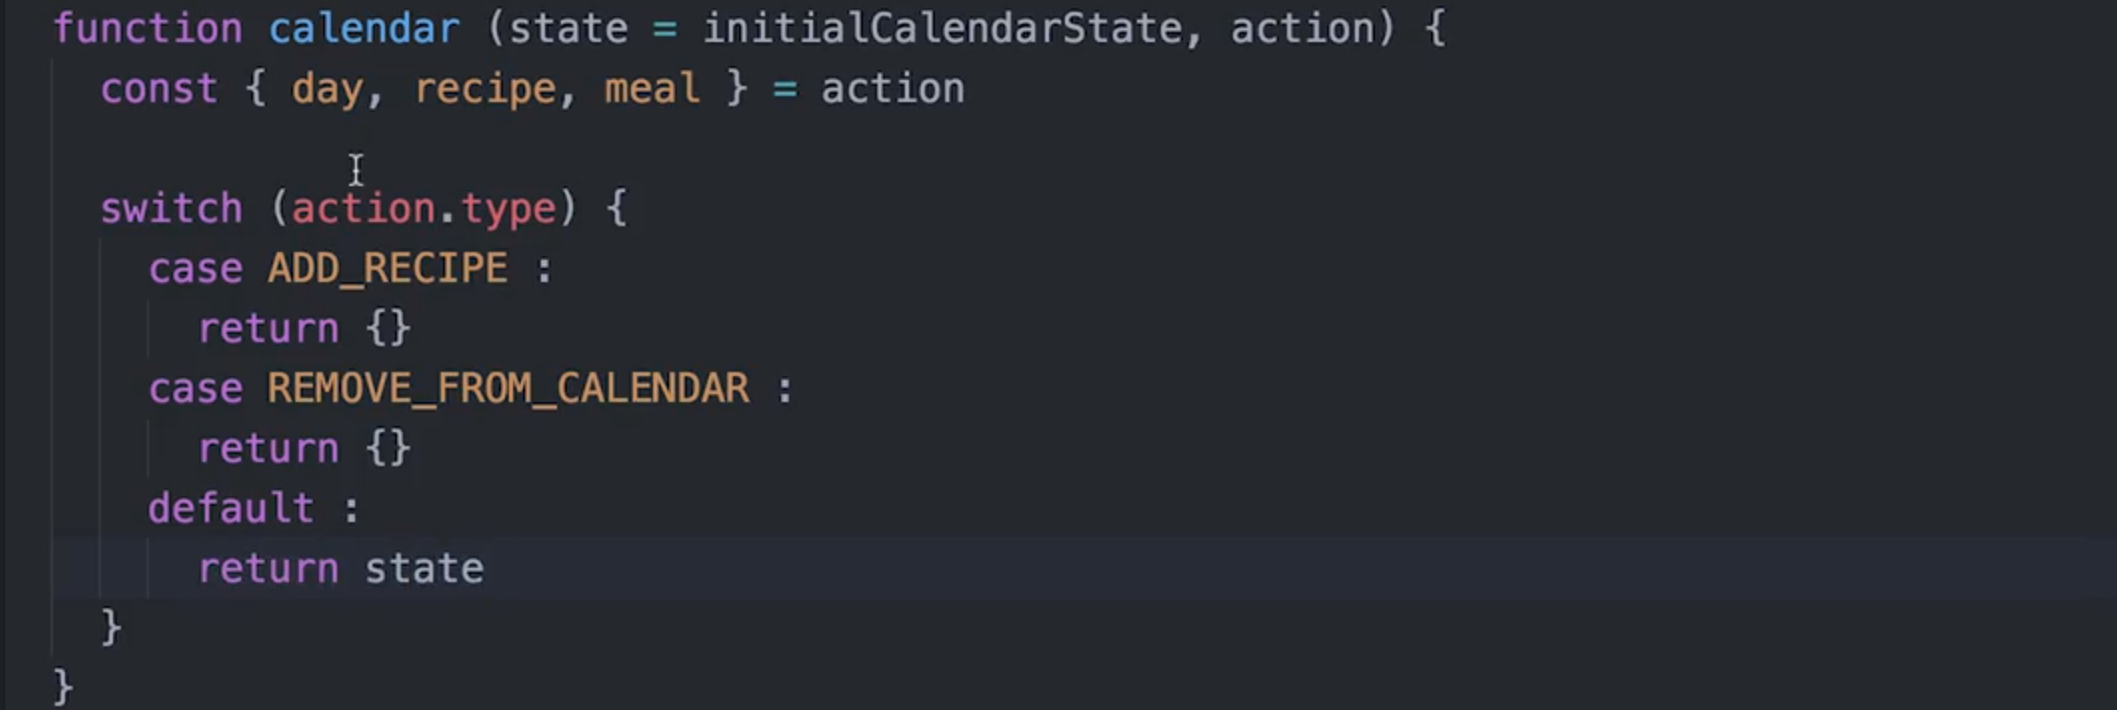 function calendar (state = initialCalendarState, action) {
  const { day, recipe, meal } = action

  switch (action.type) {
    case ADD_RECIPE :
      return {}
    case REMOVE_FROM_CALENDAR :
      return {}
    default :
      return state
  }
}